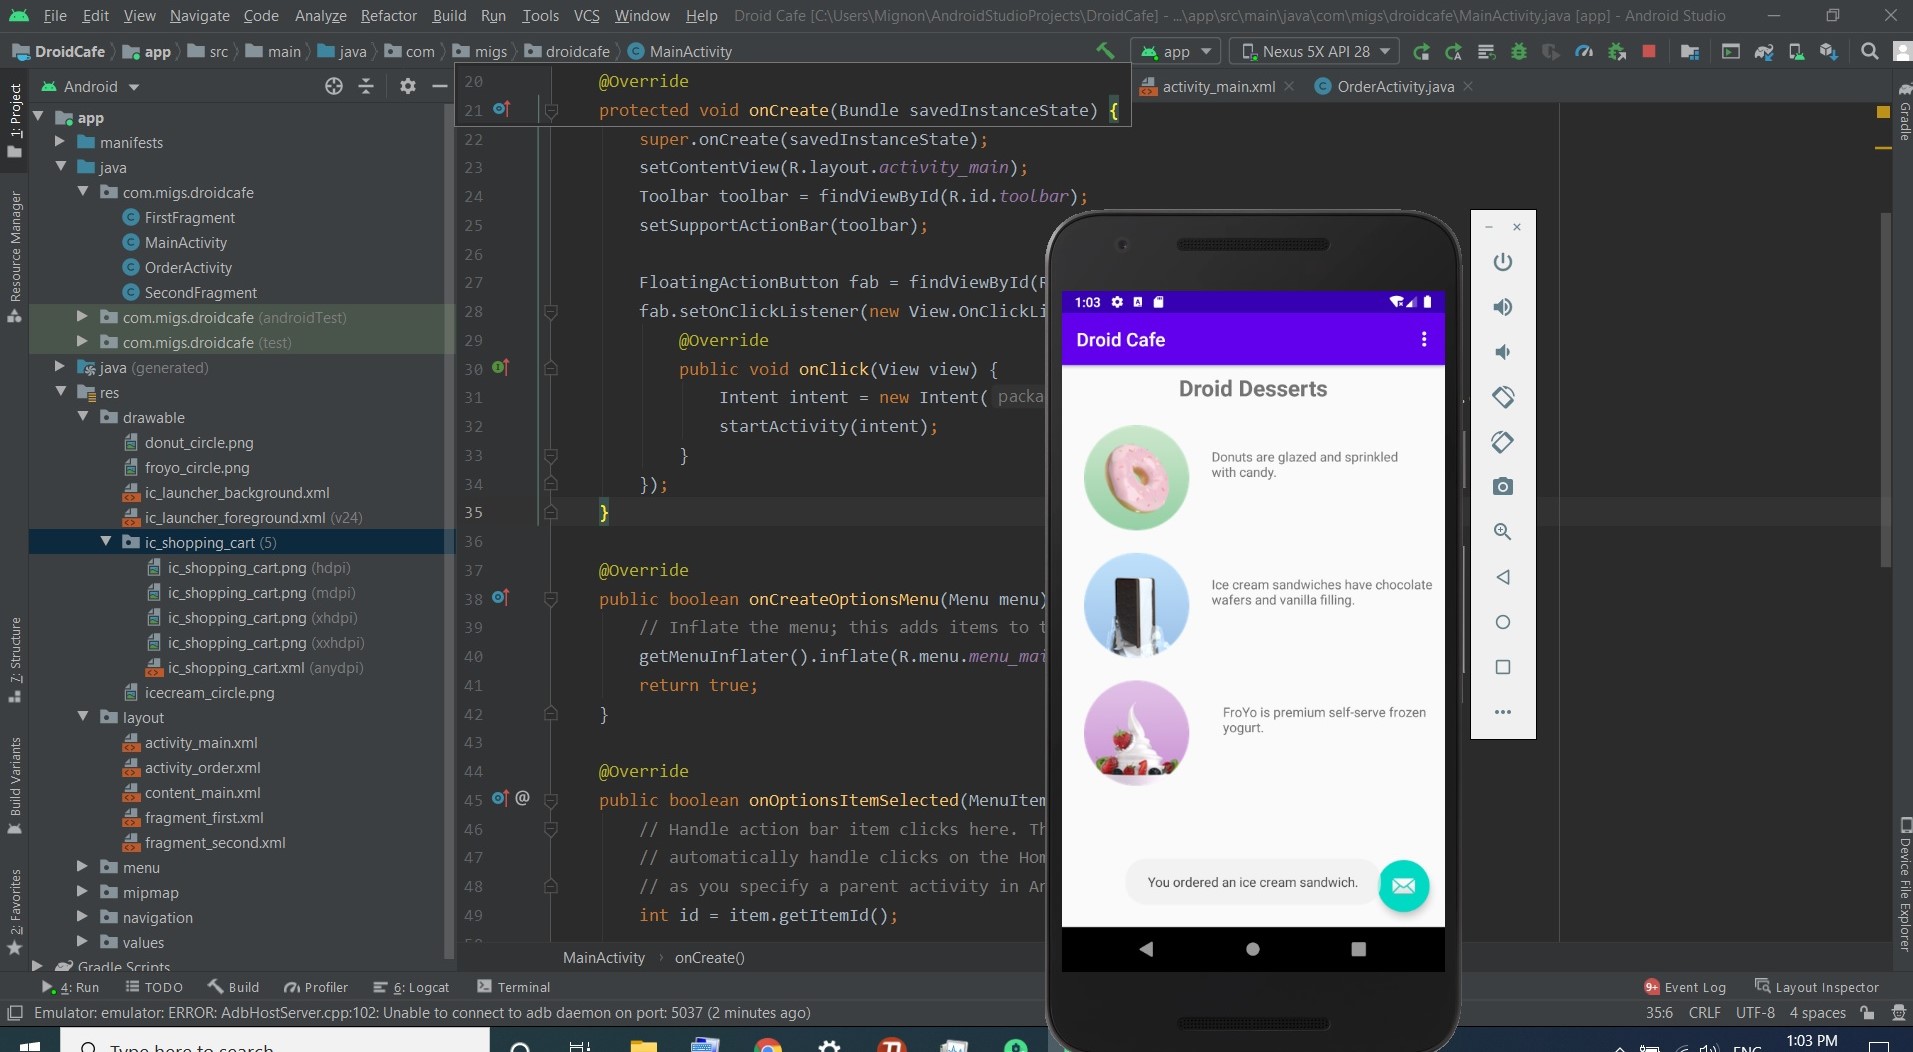 File Edit View Navigate Code Analyze Refactor Build Run Tools VCS Window Help Droid Cafe [C:\Users\Mignon\AndroidStudioProjects\DroidCafe] - ...\app\src\main\java\com\migs\droidcafe\MainActivity.java [app] - Android Studio
DroidCafe app src main java com migs droidcafe MainActivity app Nexus 5X API 28
Android
activity_main.xml OrderActivity.java
1: Project
Resource Manager
7: Structure
Build Variants
2: Favorites
app
manifests
java
com.migs.droidcafe
FirstFragment
MainActivity
OrderActivity
SecondFragment
com.migs.droidcafe (androidTest)
com.migs.droidcafe (test)
java (generated)
res
drawable
donut_circle.png
froyo_circle.png
ic_launcher_background.xml
ic_launcher_foreground.xml (v24)
ic_shopping_cart (5)
ic_shopping_cart.png (hdpi)
ic_shopping_cart.png (mdpi)
ic_shopping_cart.png (xhdpi)
ic_shopping_cart.png (xxhdpi)
ic_shopping_cart.xml (anydpi)
icecream_circle.png
layout
activity_main.xml
activity_order.xml
content_main.xml
fragment_first.xml
fragment_second.xml
menu
mipmap
navigation
values
Gradle Scripts
20 @Override
21 protected void onCreate(Bundle savedInstanceState) {
22 super.onCreate(savedInstanceState);
23 setContentView(R.layout.activity_main);
24 Toolbar toolbar = findViewById(R.id.toolbar);
25 setSupportActionBar(toolbar);
26
27 FloatingActionButton fab = findViewById(R
28 fab.setOnClickListener(new View.OnClickLi
29 @Override
30 public void onClick(View view) {
31 Intent intent = new Intent( packa
32 startActivity(intent);
33 }
34 });
35 }
36
37 @Override
38 public boolean onCreateOptionsMenu(Menu menu)
39 // Inflate the menu; this adds items to t
40 getMenuInflater().inflate(R.menu.menu_mai
41 return true;
42 }
43
44 @Override
45 @ public boolean onOptionsItemSelected(MenuItem
46 // Handle action bar item clicks here. Th
47 // automatically handle clicks on the Hom
48 // as you specify a parent activity in An
49 int id = item.getItemId();
MainActivity onCreate()
1:03
Droid Cafe
Droid Desserts
Donuts are glazed and sprinkled
with candy.
Ice cream sandwiches have chocolate
wafers and vanilla filling.
FroYo is premium self-serve frozen
yogurt.
You ordered an ice cream sandwich.
Gradle
Device File Explorer
4: Run TODO Build Profiler 6: Logcat Terminal 9+ Event Log Layout Inspector
Emulator: emulator: ERROR: AdbHostServer.cpp:102: Unable to connect to adb daemon on port: 5037 (2 minutes ago) 35:6 CRLF UTF-8 4 spaces
Type here to search
ENG 1:03 PM